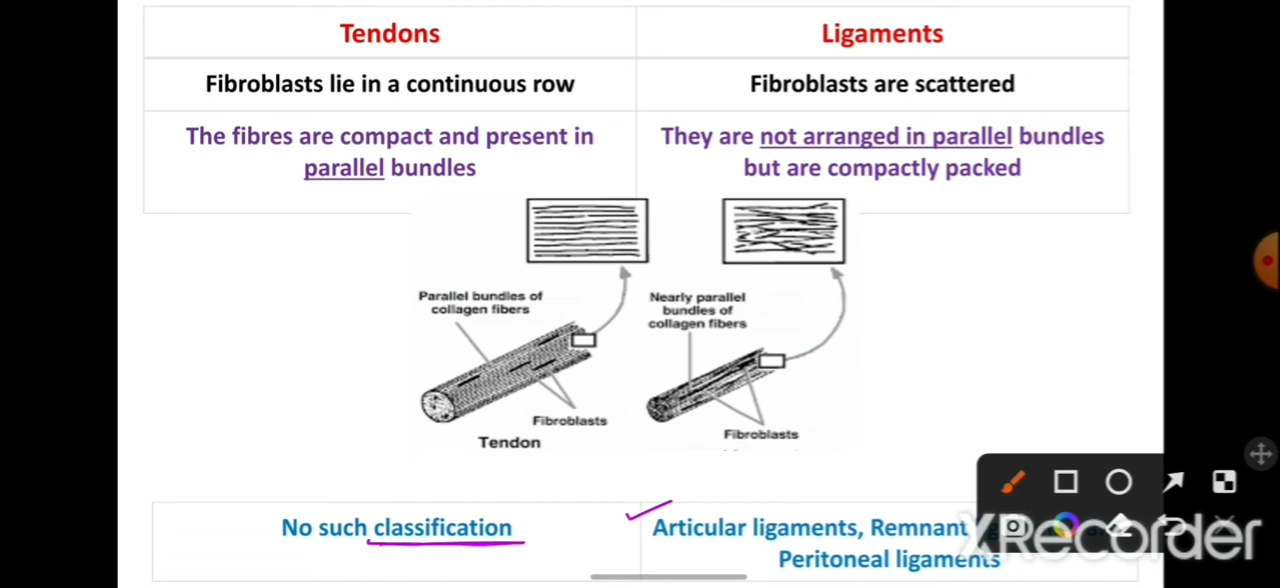 Tendons
Ligaments
Fibroblasts lie in a continuous row
Fibroblasts are scattered
The fibres are compact and present in
parallel bundles
They are not arranged in parallel bundles
but are compactly packed
Parallel bundles of
collagen fibers
Nearly parallel
bundles of
collagen fibers
Fibroblasts
Tendon
Fibroblasts
No such classification
Articular ligaments, Remnant
Peritoneal ligaments
XRecorder